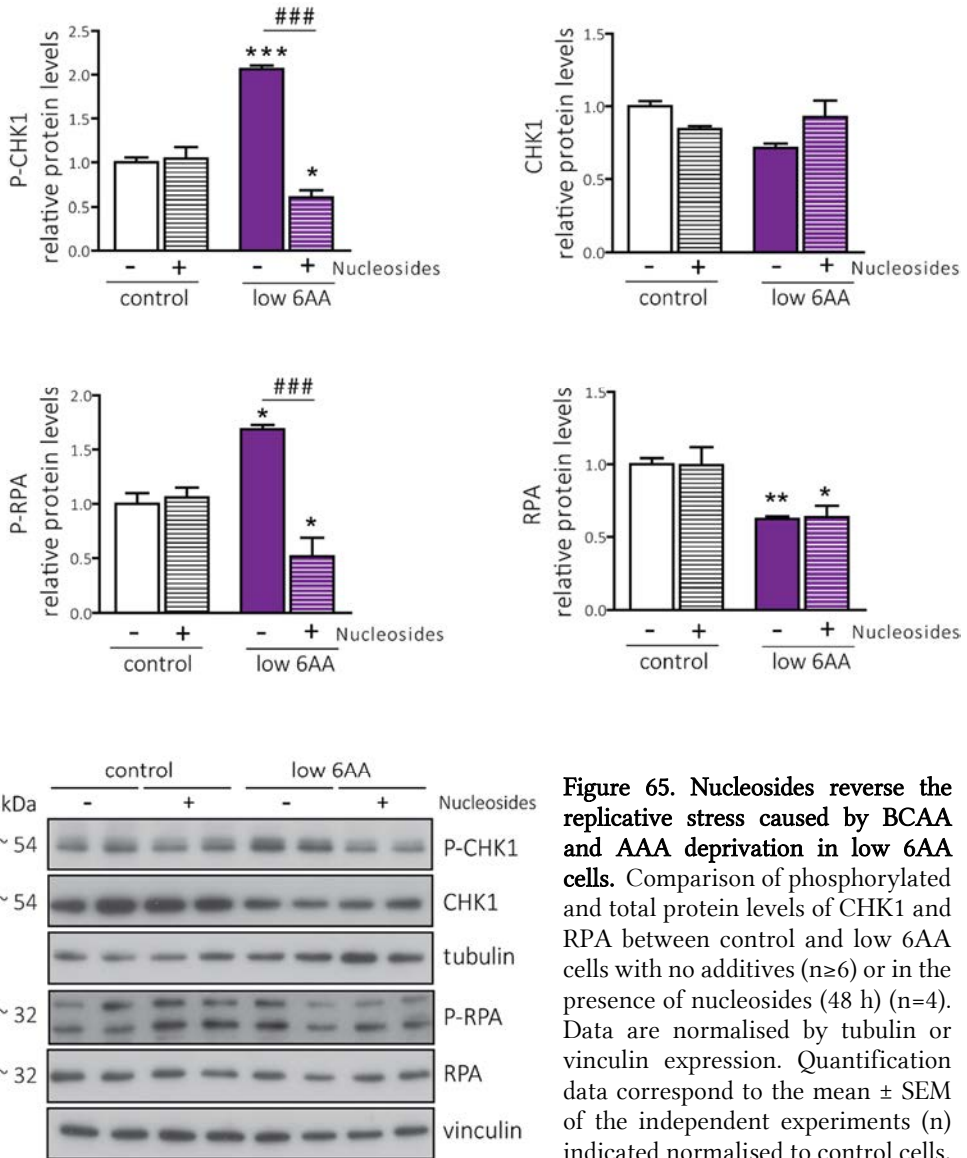 ###
***
*
P-CHK1
relative protein levels
2.5
2.0
1.5
1.0
0.5
0.0
- + - + Nucleosides
control low 6AA
CHK1
relative protein levels
1.5
1.0
0.5
0.0
- + - + Nucleosides
control low 6AA
###
*
*
P-RPA
relative protein levels
2.0
1.5
1.0
0.5
0.0
- + - + Nucleosides
control low 6AA
** *
RPA
relative protein levels
1.5
1.0
0.5
0.0
- + - + Nucleosides
control low 6AA
control low 6AA
kDa - + - + Nucleosides
~ 54 P-CHK1
~ 54 CHK1
tubulin
~ 32 P-RPA
~ 32 RPA
vinculin
Figure 65. Nucleosides reverse the
replicative stress caused by BCAA
and AAA deprivation in low 6AA
cells. Comparison of phosphorylated
and total protein levels of CHK1 and
RPA between control and low 6AA
cells with no additives (n≥6) or in the
presence of nucleosides (48 h) (n=4).
Data are normalised by tubulin or
vinculin expression. Quantification
data correspond to the mean ± SEM
of the independent experiments (n)
indicated normalised to control cells.